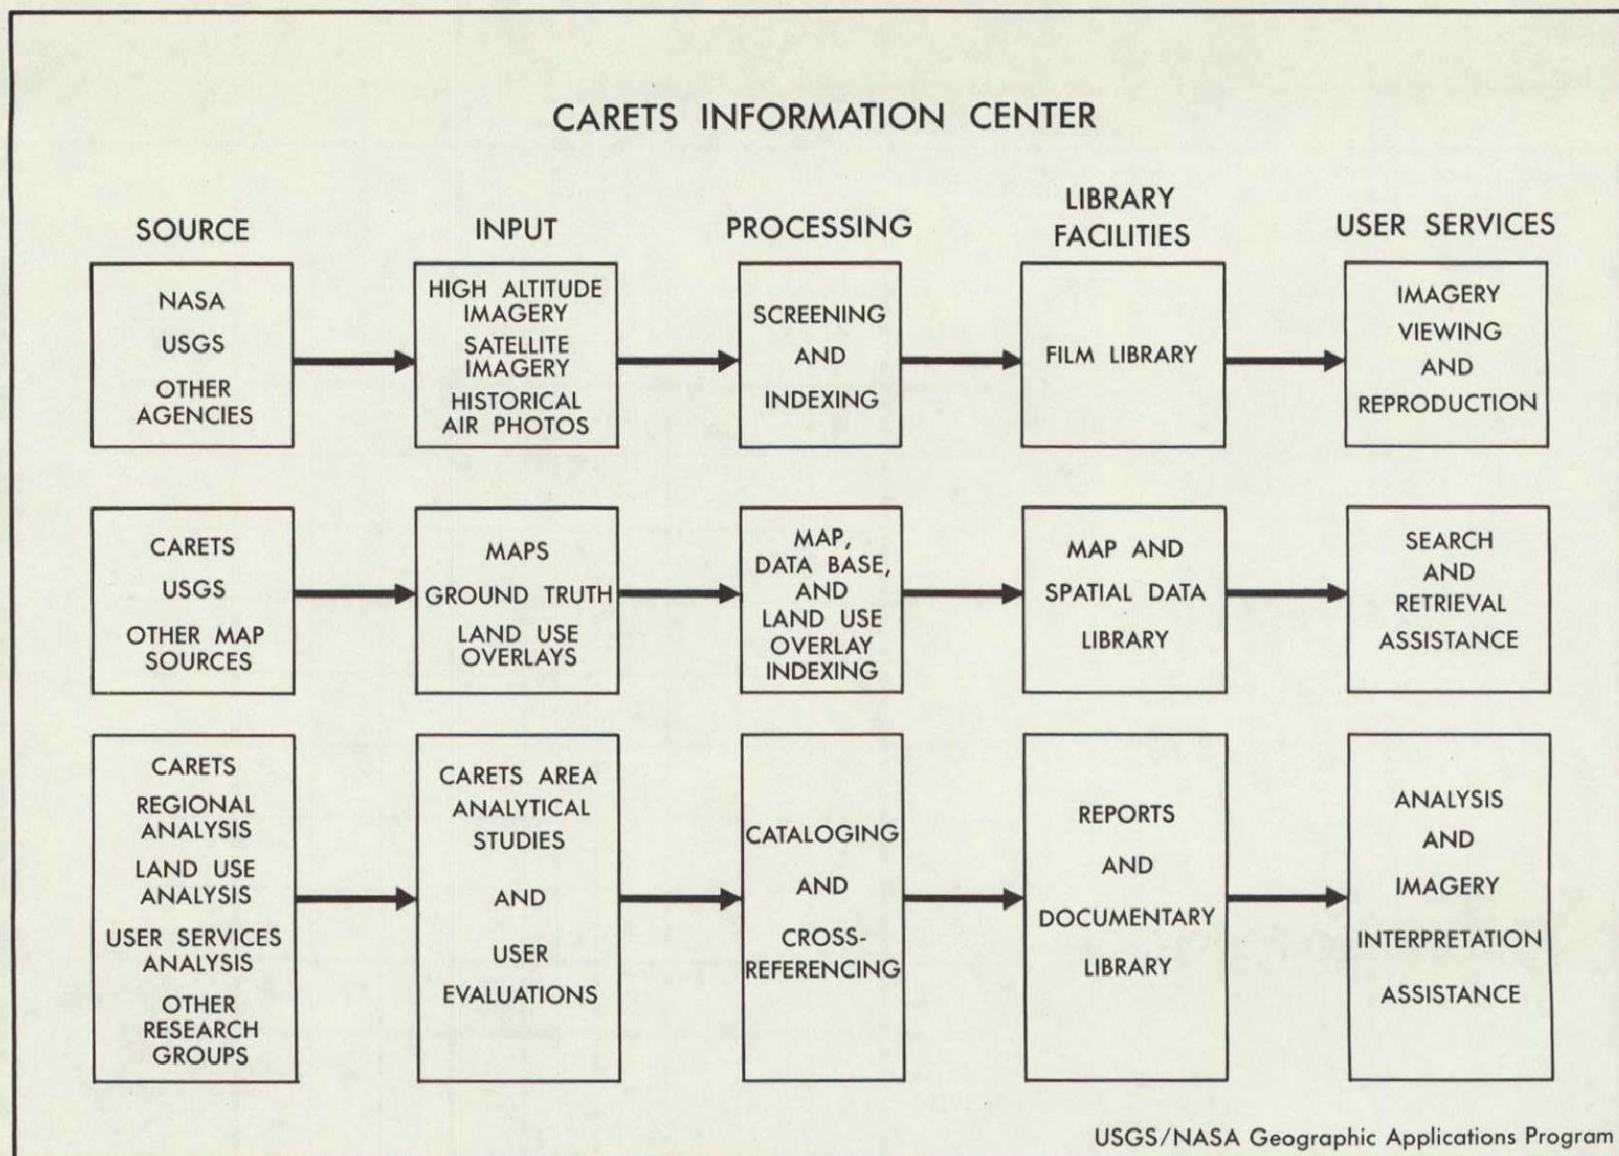 CARETS INFORMATION CENTER
SOURCE
INPUT
PROCESSING
LIBRARY
FACILITIES
USER SERVICES
NASA
USGS
OTHER
AGENCIES
HIGH ALTITUDE
IMAGERY
SATELLITE
IMAGERY
HISTORICAL
AIR PHOTOS
SCREENING
AND
INDEXING
FILM LIBRARY
IMAGERY
VIEWING
AND
REPRODUCTION
CARETS
USGS
OTHER MAP
SOURCES
MAPS
GROUND TRUTH
LAND USE
OVERLAYS
MAP,
DATA BASE,
AND
LAND USE
OVERLAY
INDEXING
MAP AND
SPATIAL DATA
LIBRARY
SEARCH
AND
RETRIEVAL
ASSISTANCE
CARETS
REGIONAL
ANALYSIS
LAND USE
ANALYSIS
USER SERVICES
ANALYSIS
OTHER
RESEARCH
GROUPS
CARETS AREA
ANALYTICAL
STUDIES
AND
USER
EVALUATIONS
CATALOGING
AND
CROSS-
REFERENCING
REPORTS
AND
DOCUMENTARY
LIBRARY
ANALYSIS
AND
IMAGERY
INTERPRETATION
ASSISTANCE
USGS/NASA Geographic Applications Program